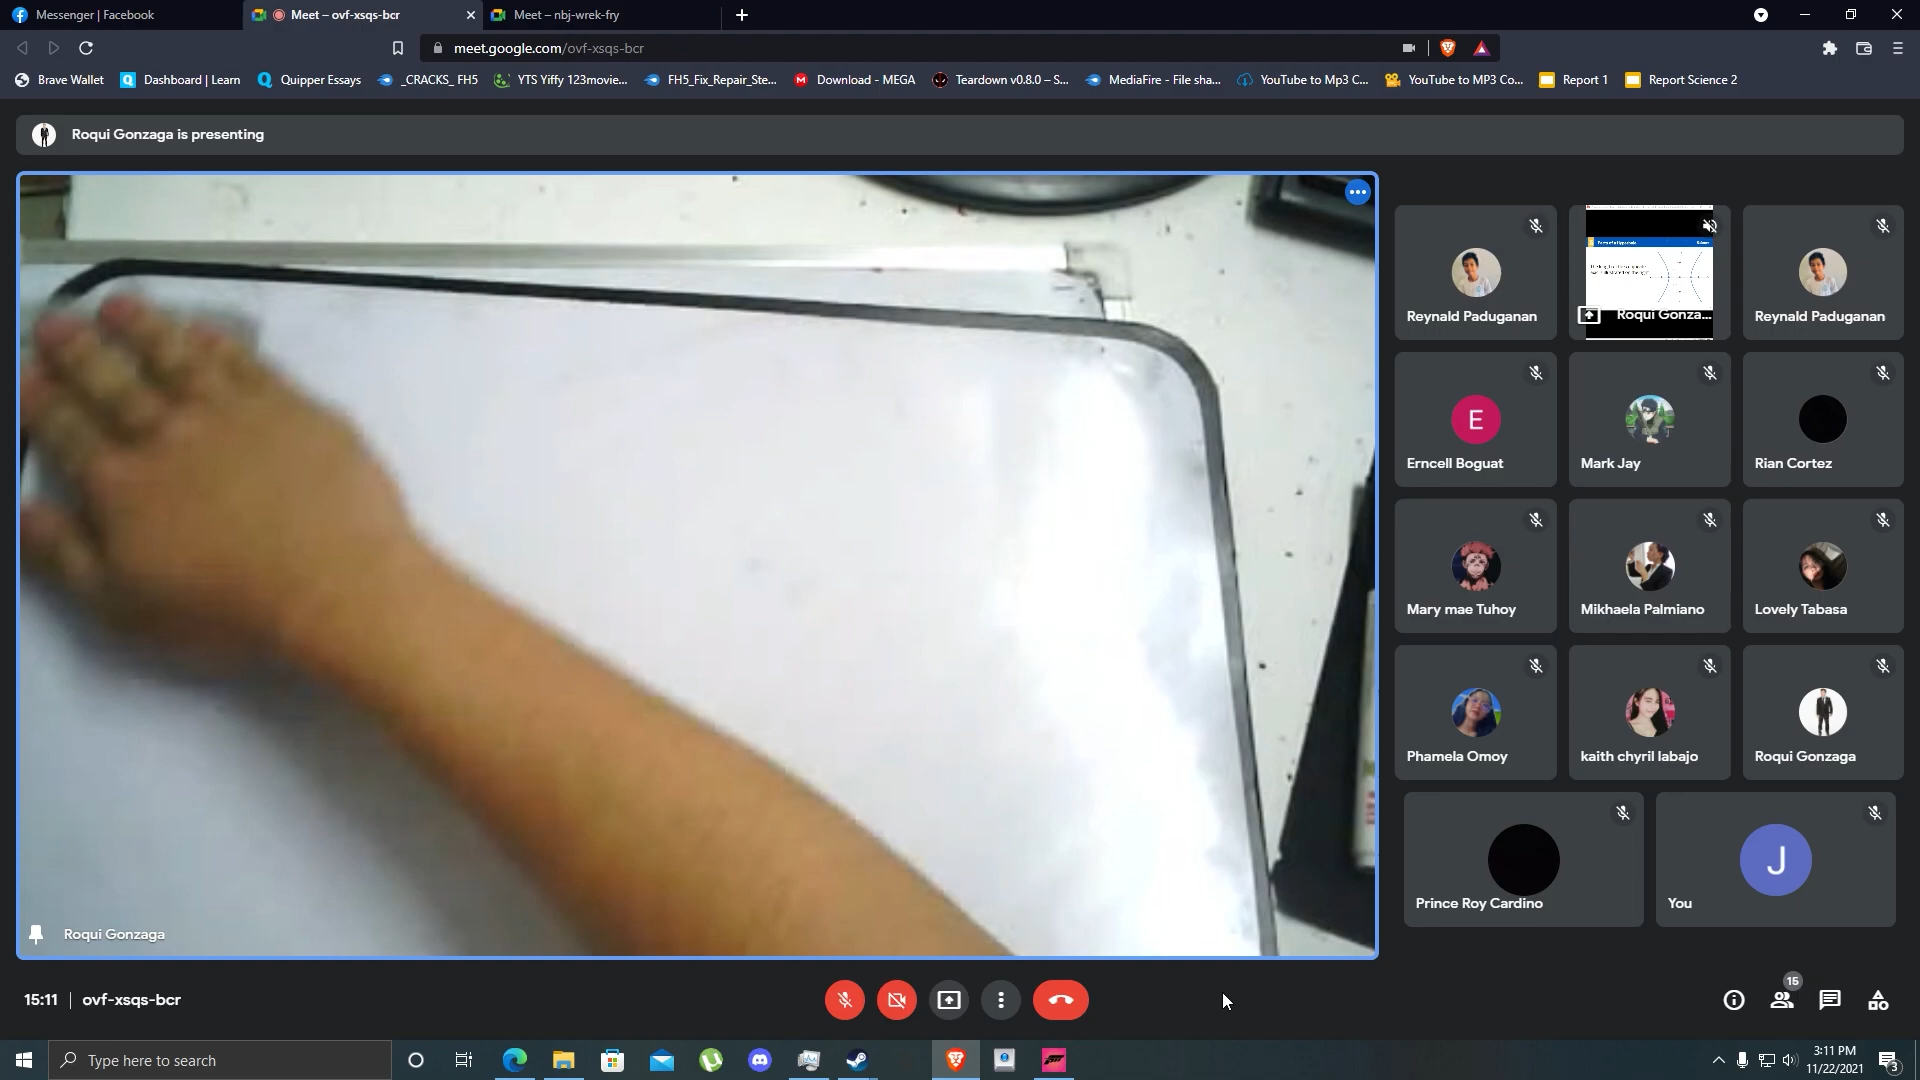 Messenger | Facebook
Meet – ovf-xsqs-bcr
Meet – nbj-wrek-fry
meet.google.com/ovf-xsqs-bcr
Brave Wallet
Dashboard | Learn
Quipper Essays
_CRACKS_ FH5
YTS Yiffy 123movie...
FH5_Fix_Repair_Ste...
Download - MEGA
Teardown v0.8.0 – S...
MediaFire - File sha...
YouTube to Mp3 C...
YouTube to MP3 Co...
Report 1
Report Science 2
Roqui Gonzaga is presenting
Reynald Paduganan
Parts of a Hyperbola
Roqui Gonza...
Reynald Paduganan
E
Erncell Boguat
Mark Jay
Rian Cortez
Mary mae Tuhoy
Mikhaela Palmiano
Lovely Tabasa
Phamela Omoy
kaith chyril labajo
Roqui Gonzaga
Prince Roy Cardino
J
You
Roqui Gonzaga
15:11 | ovf-xsqs-bcr
15
Type here to search
3:11 PM
11/22/2021
3